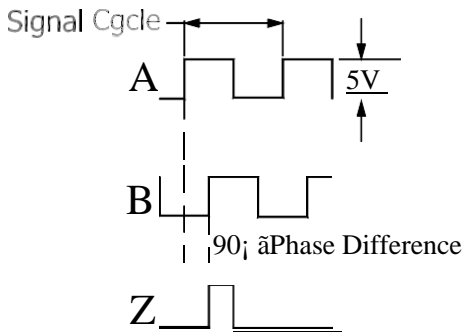 Signal Cgcle
A
5V
B
90¡ ãPhase Difference
Z